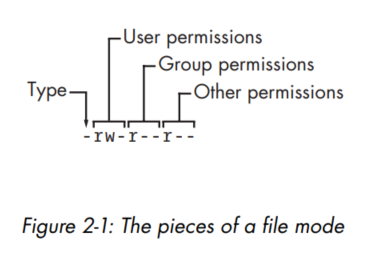 User permissions
Group permissions
Type
Other permissions
-rw-r--r--
Figure 2-1: The pieces of a file mode